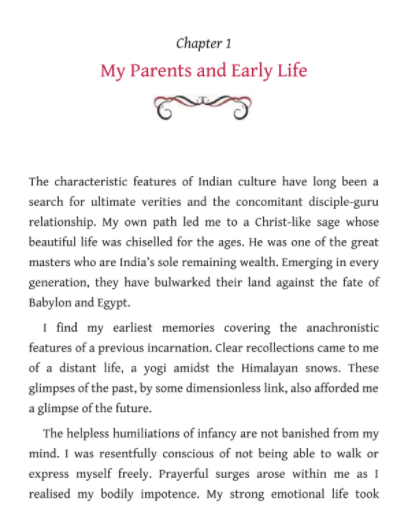 Chapter 1
My Parents and Early Life
The characteristic features of Indian culture have long been a
search for ultimate verities and the concomitant disciple-guru
relationship. My own path led me to a Christ-like sage whose
beautiful life was chiselled for the ages. He was one of the great
masters who are India's sole remaining wealth. Emerging in every
generation, they have bulwarked their land against the fate of
Babylon and Egypt.
I find my earliest memories covering the anachronistic
features of a previous incarnation. Clear recollections came to me
of a distant life, a yogi amidst the Himalayan snows. These
glimpses of the past, by some dimensionless link, also afforded me
a glimpse of the future.
The helpless humiliations of infancy are not banished from my
mind. I was resentfully conscious of not being able to walk or
express myself freely. Prayerful surges arose within me as I
realised my bodily impotence. My strong emotional life took